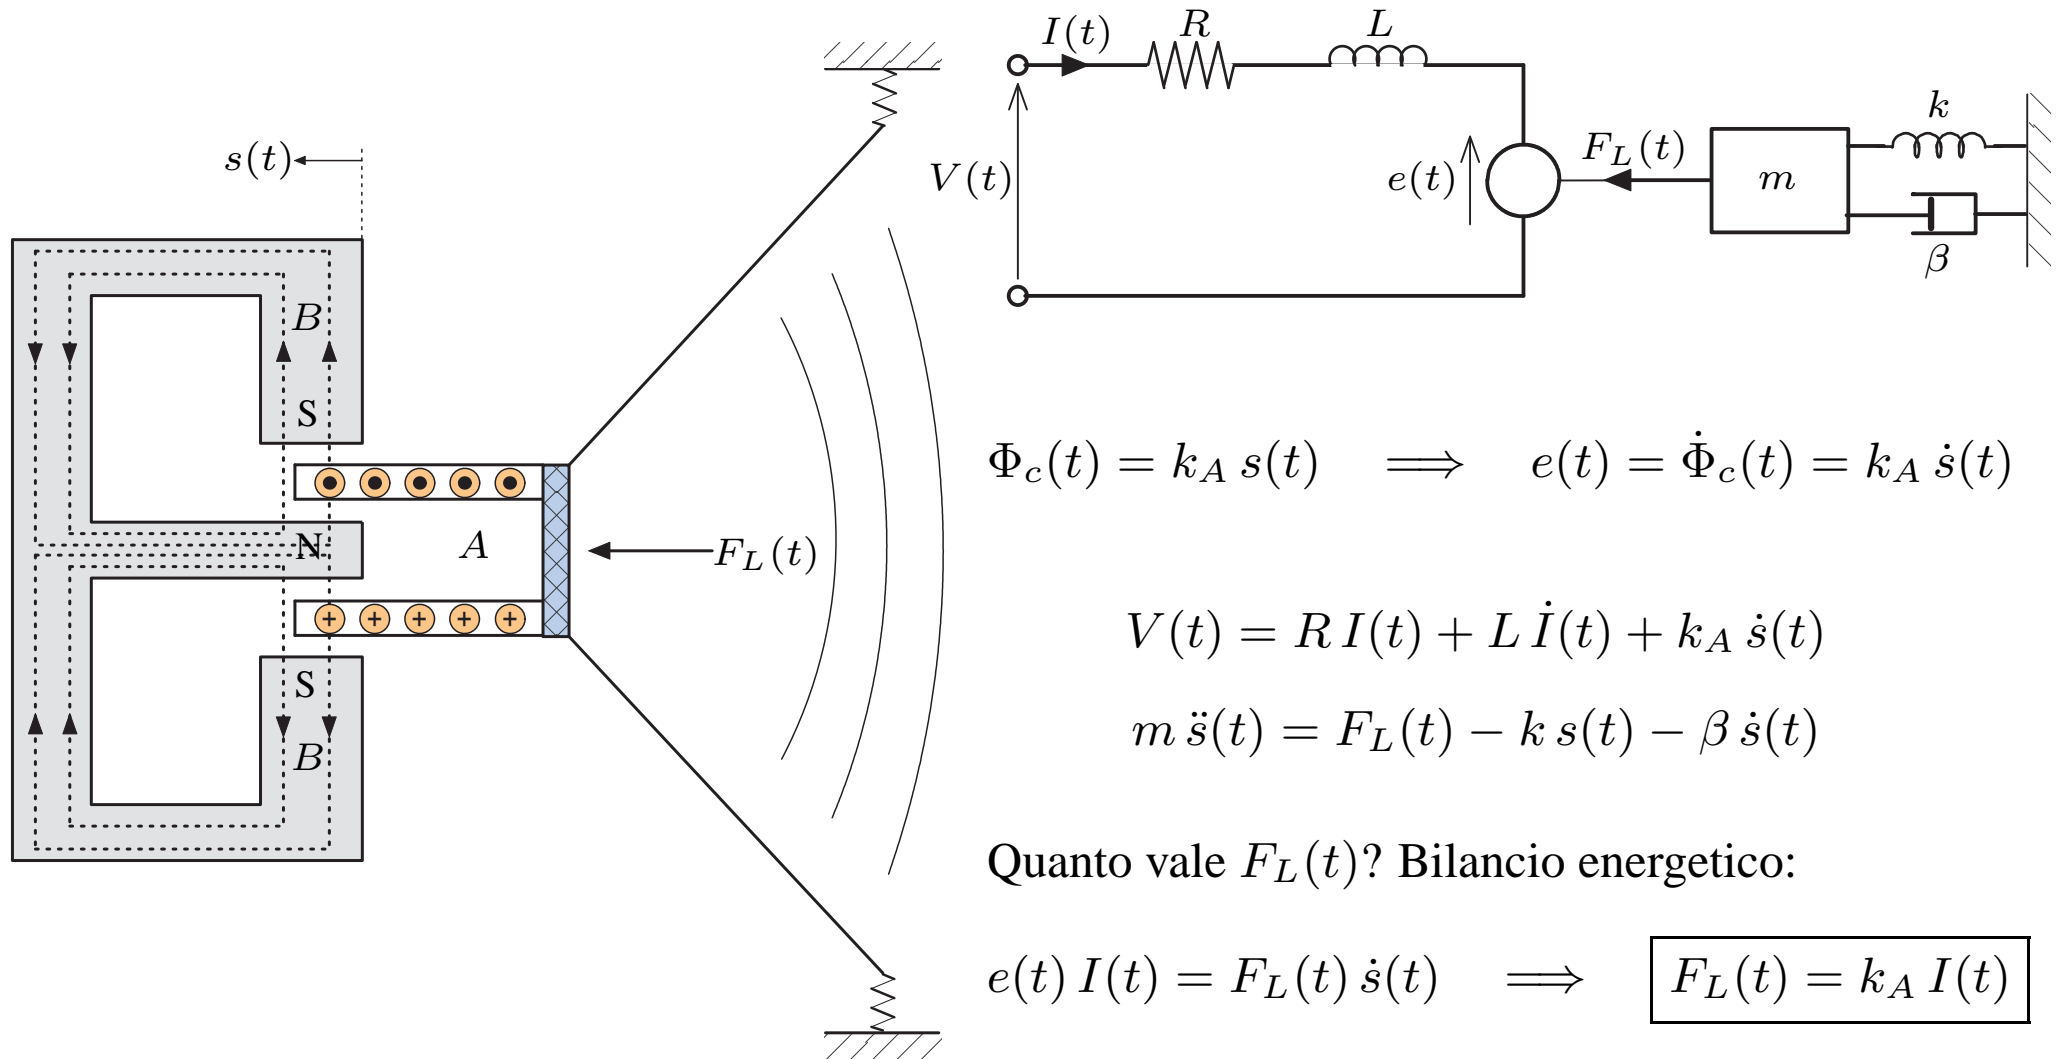 I(t) R L
k
s(t)
V(t) e(t) F_L(t) m
β
B
S
N A F_L(t)
S
B
Φ_c(t) = k_A s(t) ⟹ e(t) = Φ̇_c(t) = k_A ṡ(t)
V(t) = R I(t) + L İ(t) + k_A ṡ(t)
m s̈(t) = F_L(t) − k s(t) − β ṡ(t)
Quanto vale F_L(t)? Bilancio energetico:
e(t) I(t) = F_L(t) ṡ(t) ⟹ F_L(t) = k_A I(t)